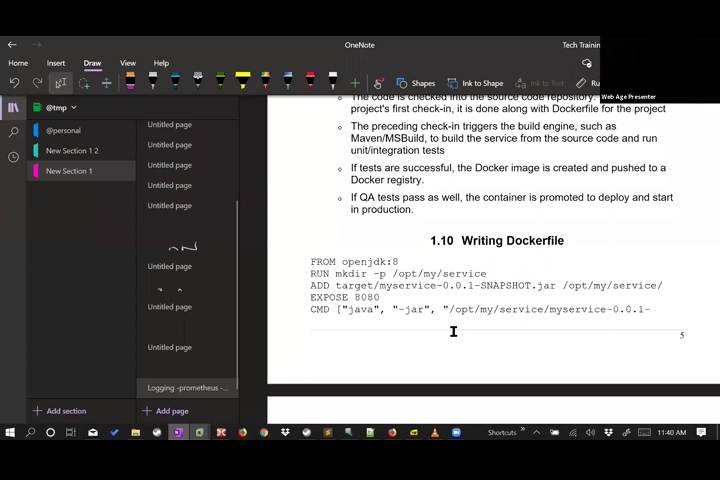 OneNote
Tech Training
Home Insert Draw View Help
Shapes Ink to Shape Ink to Text
Web Age Presenter
@tmp
@personal
New Section 1 2
New Section 1
Untitled page
Untitled page
Untitled page
Untitled page
Untitled page
Untitled page
Untitled page
Untitled page
Logging -prometheus -...
Add section
Add page
The code is checked into the source code repository.
project's first check-in, it is done along with Dockerfile for the project
The preceding check-in triggers the build engine, such as
Maven/MSBuild, to build the service from the source code and run
unit/integration tests
If tests are successful, the Docker image is created and pushed to a
Docker registry.
If QA tests pass as well, the container is promoted to deploy and start
in production.
1.10 Writing Dockerfile
FROM openjdk:8
RUN mkdir -p /opt/my/service
ADD target/myservice-0.0.1-SNAPSHOT.jar /opt/my/service/
EXPOSE 8080
CMD ["java", "-jar", "/opt/my/service/myservice-0.0.1-
5
Shortcuts
11:40 AM